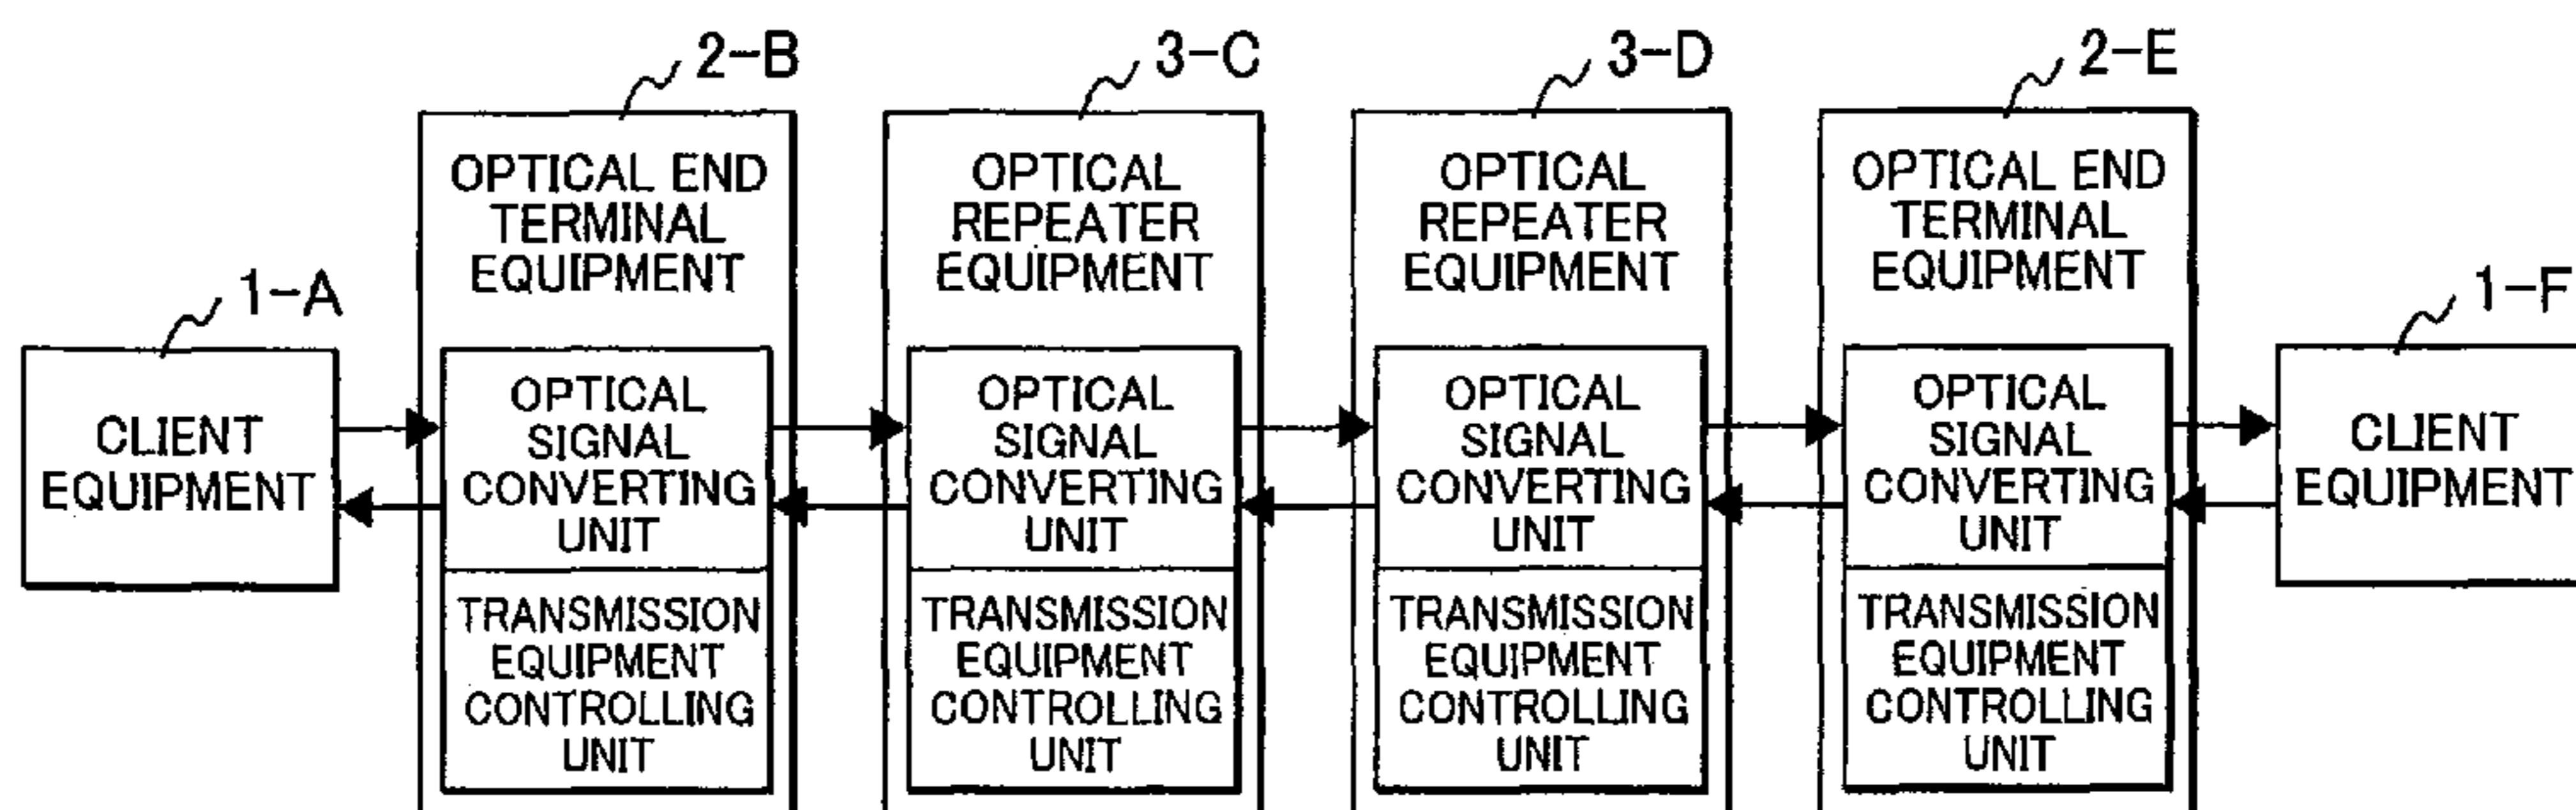 2-B
3-C
3-D
2-E
OPTICAL END
TERMINAL
EQUIPMENT
OPTICAL
REPEATER
EQUIPMENT
OPTICAL
REPEATER
EQUIPMENT
OPTICAL END
TERMINAL
EQUIPMENT
1-A
1-F
CLIENT
EQUIPMENT
OPTICAL
SIGNAL
CONVERTING
UNIT
OPTICAL
SIGNAL
CONVERTING
UNIT
OPTICAL
SIGNAL
CONVERTING
UNIT
OPTICAL
SIGNAL
CONVERTING
UNIT
CLIENT
EQUIPMENT
TRANSMISSION
EQUIPMENT
CONTROLLING
UNIT
TRANSMISSION
EQUIPMENT
CONTROLLING
UNIT
TRANSMISSION
EQUIPMENT
CONTROLLING
UNIT
TRANSMISSION
EQUIPMENT
CONTROLLING
UNIT